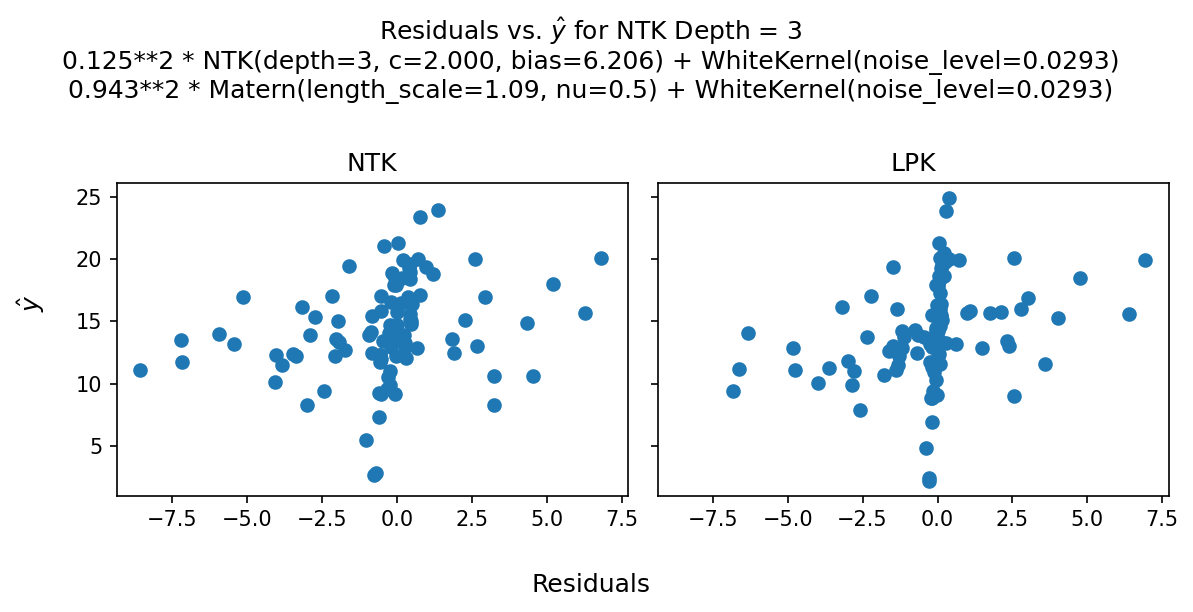 Residuals vs. ŷ for NTK Depth = 3
0.125**2 * NTK(depth=3, c=2.000, bias=6.206) + WhiteKernel(noise_level=0.0293)
0.943**2 * Matern(length_scale=1.09, nu=0.5) + WhiteKernel(noise_level=0.0293)
NTK
LPK
25
20
15
10
5
ŷ
−7.5 −5.0 −2.5 0.0 2.5 5.0 7.5
−7.5 −5.0 −2.5 0.0 2.5 5.0 7.5
Residuals